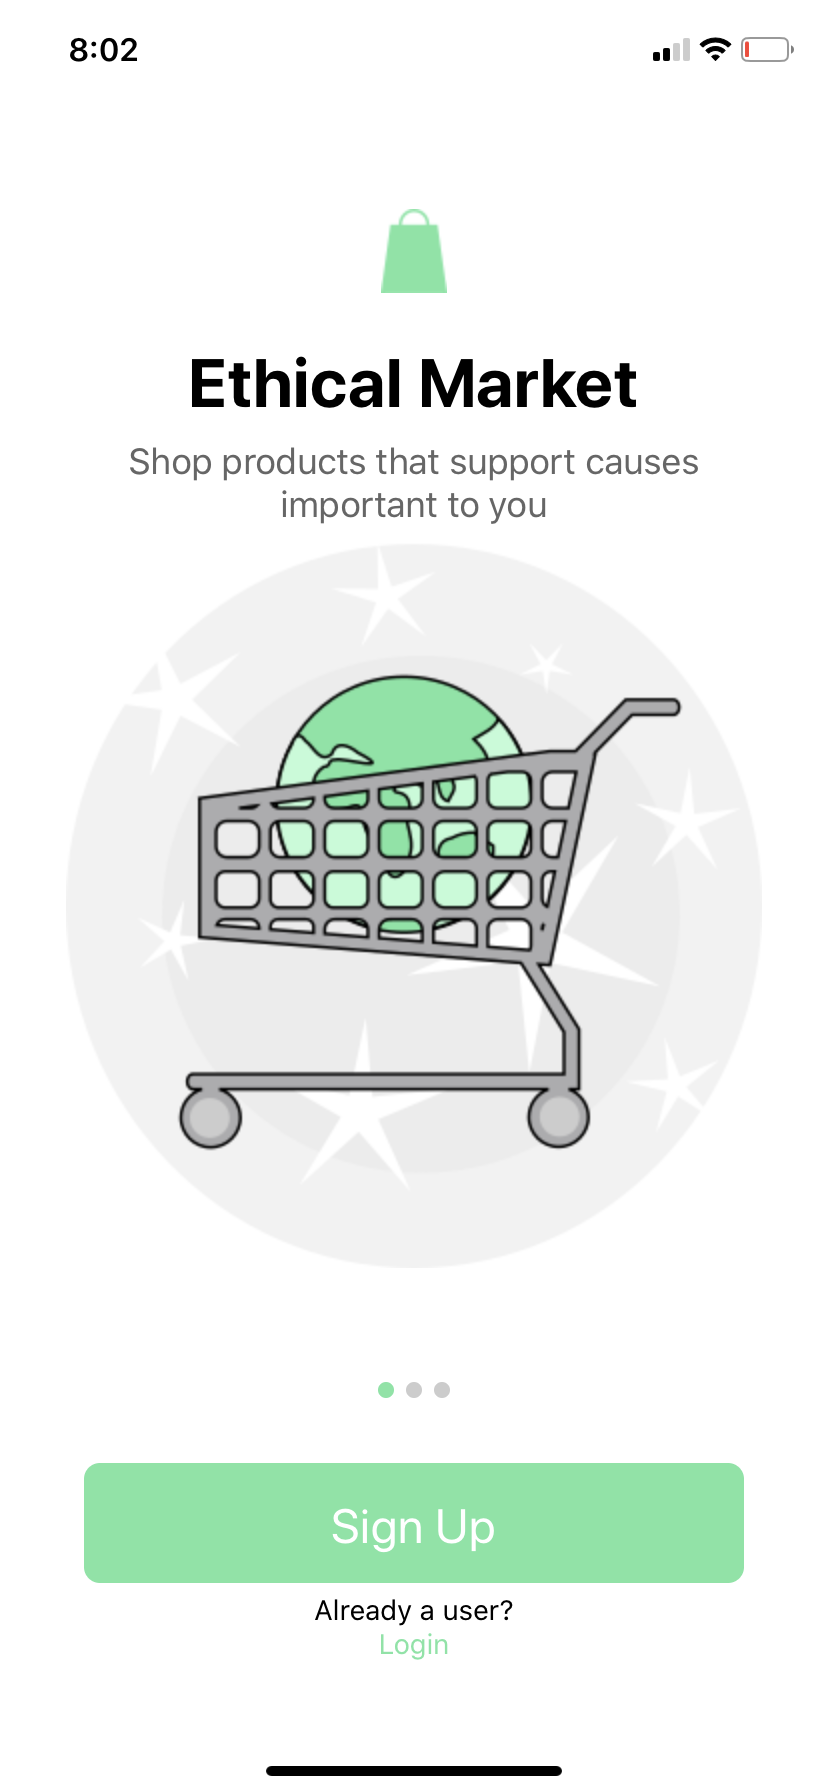 8:02
Ethical Market
Shop products that support causes
important to you
Sign Up
Already a user?
Login